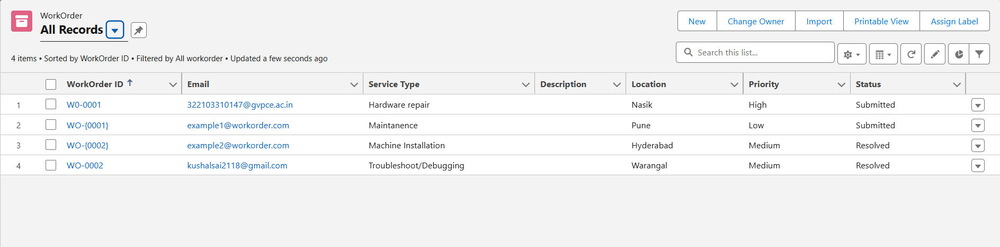 WorkOrder
All Records
New Change Owner Import Printable View Assign Label
4 items • Sorted by WorkOrder ID • Filtered by All workorder • Updated a few seconds ago
Search this list...
WorkOrder ID Email Service Type Description Location Priority Status
1 W0-0001 322103310147@gvpce.ac.in Hardware repair Nasik High Submitted
2 WO-{0001} example1@workorder.com Maintanence Pune Low Submitted
3 WO-{0002} example2@workorder.com Machine Installation Hyderabad Medium Resolved
4 WO-0002 kushalsai2118@gmail.com Troubleshoot/Debugging Warangal Medium Resolved